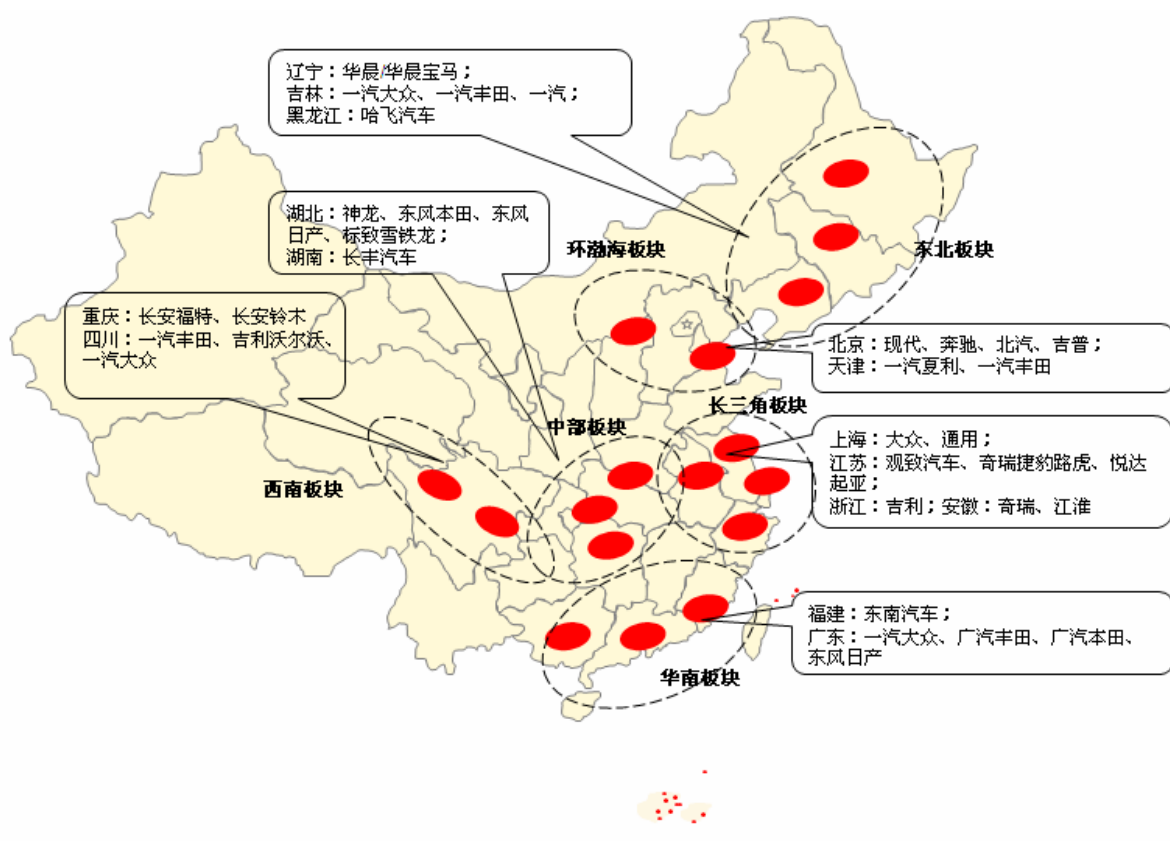 辽宁：华晨/华晨宝马；
吉林：一汽大众、一汽丰田、一汽；
黑龙江：哈飞汽车
湖北：神龙、东风本田、东风
日产、标致雪铁龙；
湖南：长丰汽车
环渤海板块
东北板块
重庆：长安福特、长安铃木
四川：一汽丰田、吉利沃尔沃、
一汽大众
北京：现代、奔驰、北汽、吉普；
天津：一汽夏利、一汽丰田
长三角板块
中部板块
上海：大众、通用；
江苏：观致汽车、奇瑞捷豹路虎、悦达
起亚；
浙江：吉利；安徽：奇瑞、江淮
西南板块
福建：东南汽车；
广东：一汽大众、广汽丰田、广汽本田、
东风日产
华南板块